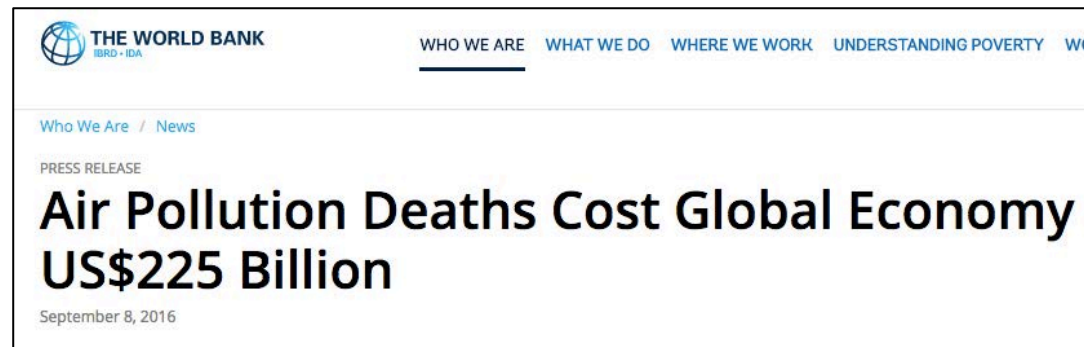 THE WORLD BANK
IBRD • IDA
WHO WE ARE WHAT WE DO WHERE WE WORK UNDERSTANDING POVERTY
Who We Are / News
PRESS RELEASE
Air Pollution Deaths Cost Global Economy
US$225 Billion
September 8, 2016